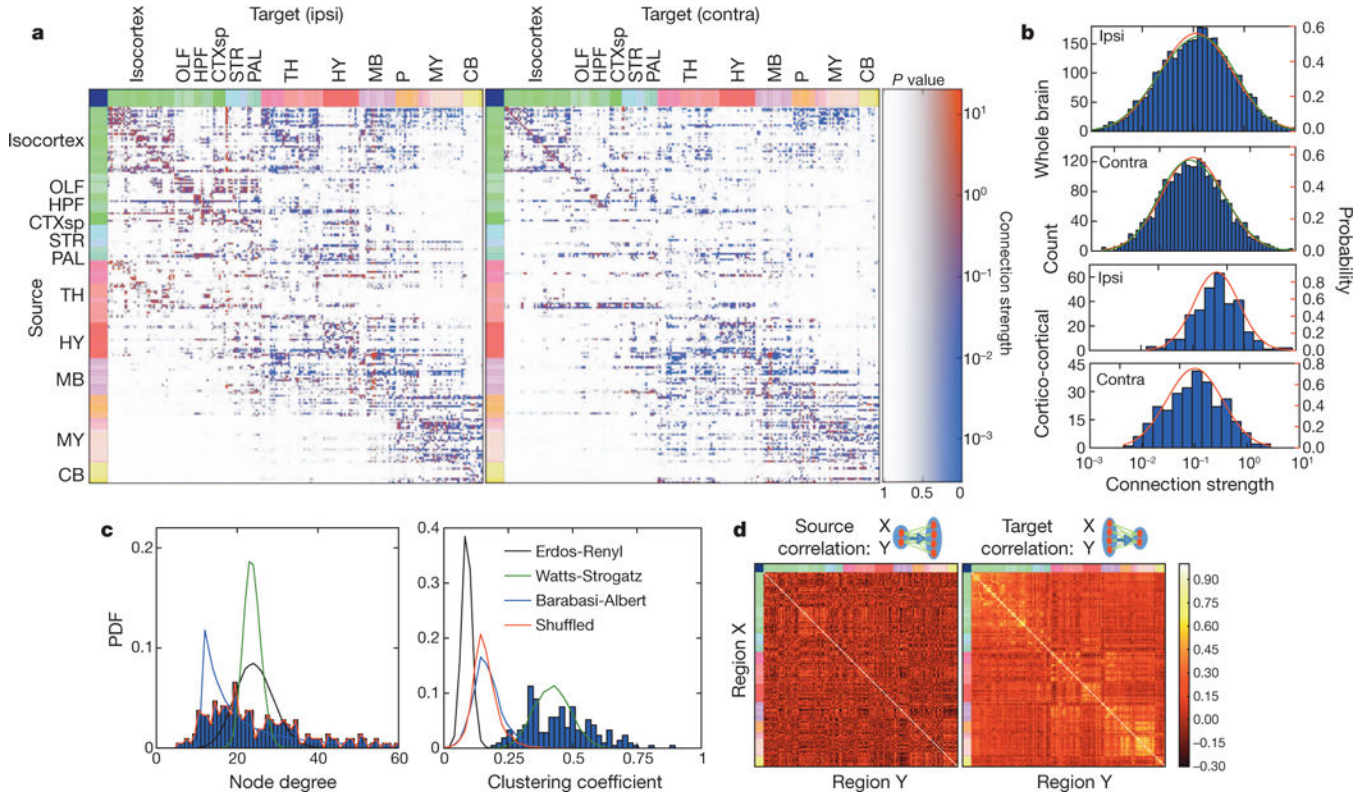 a
Target (ipsi)
Target (contra)
Isocortex
OLF
HPF
CTXsp
STR
PAL
TH
HY
MB
P
MY
CB
Isocortex
OLF
HPF
CTXsp
STR
PAL
TH
HY
MB
P
MY
CB
P value
Source
Isocortex
OLF
HPF
CTXsp
STR
PAL
TH
HY
MB
MY
CB
10¹
10⁰
10⁻¹
10⁻²
10⁻³
Connection strength
1 0.5 0
b
Whole brain
Count
Cortico-cortical
Probability
Ipsi
150
100
50
0
0.6
0.4
0.2
0.0
Contra
120
80
40
0
0.6
0.4
0.2
0.0
Ipsi
60
45
30
15
0
0.8
0.6
0.4
0.2
0.0
Contra
45
30
15
0
0.8
0.6
0.4
0.2
0.0
10⁻³ 10⁻² 10⁻¹ 10⁰ 10¹
Connection strength
c
PDF
0.2
0.1
0
0 20 40 60
Node degree
0.4
0.3
0.2
0.1
0
Erdos-Renyl
Watts-Strogatz
Barabasi-Albert
Shuffled
0.25 0.5 0.75 1
Clustering coefficient
d
Source correlation: X Y
Target correlation: X Y
Region X
Region Y
Region Y
0.90
0.75
0.60
0.45
0.30
0.15
0.00
-0.15
-0.30